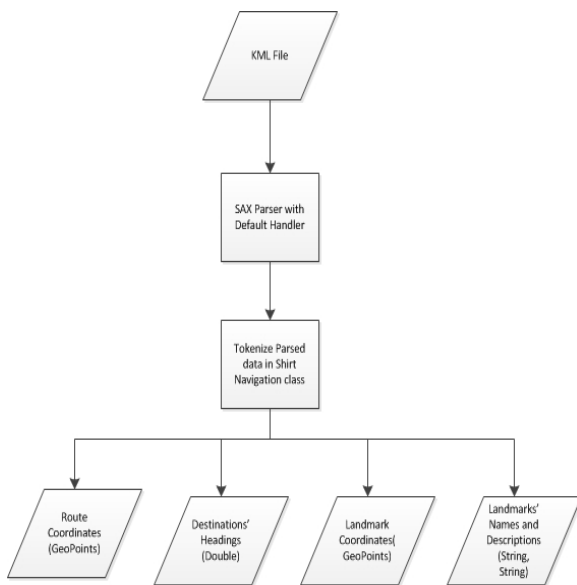 KML File
SAX Parser with
Default Handler
Tokenize Parsed
data in Shirt
Navigation class
Route
Coordinates
(GeoPoints)
Destinations'
Headings
(Double)
Landmark
Coordinates(
GeoPoints)
Landmarks'
Names and
Descriptions
(String,
String)